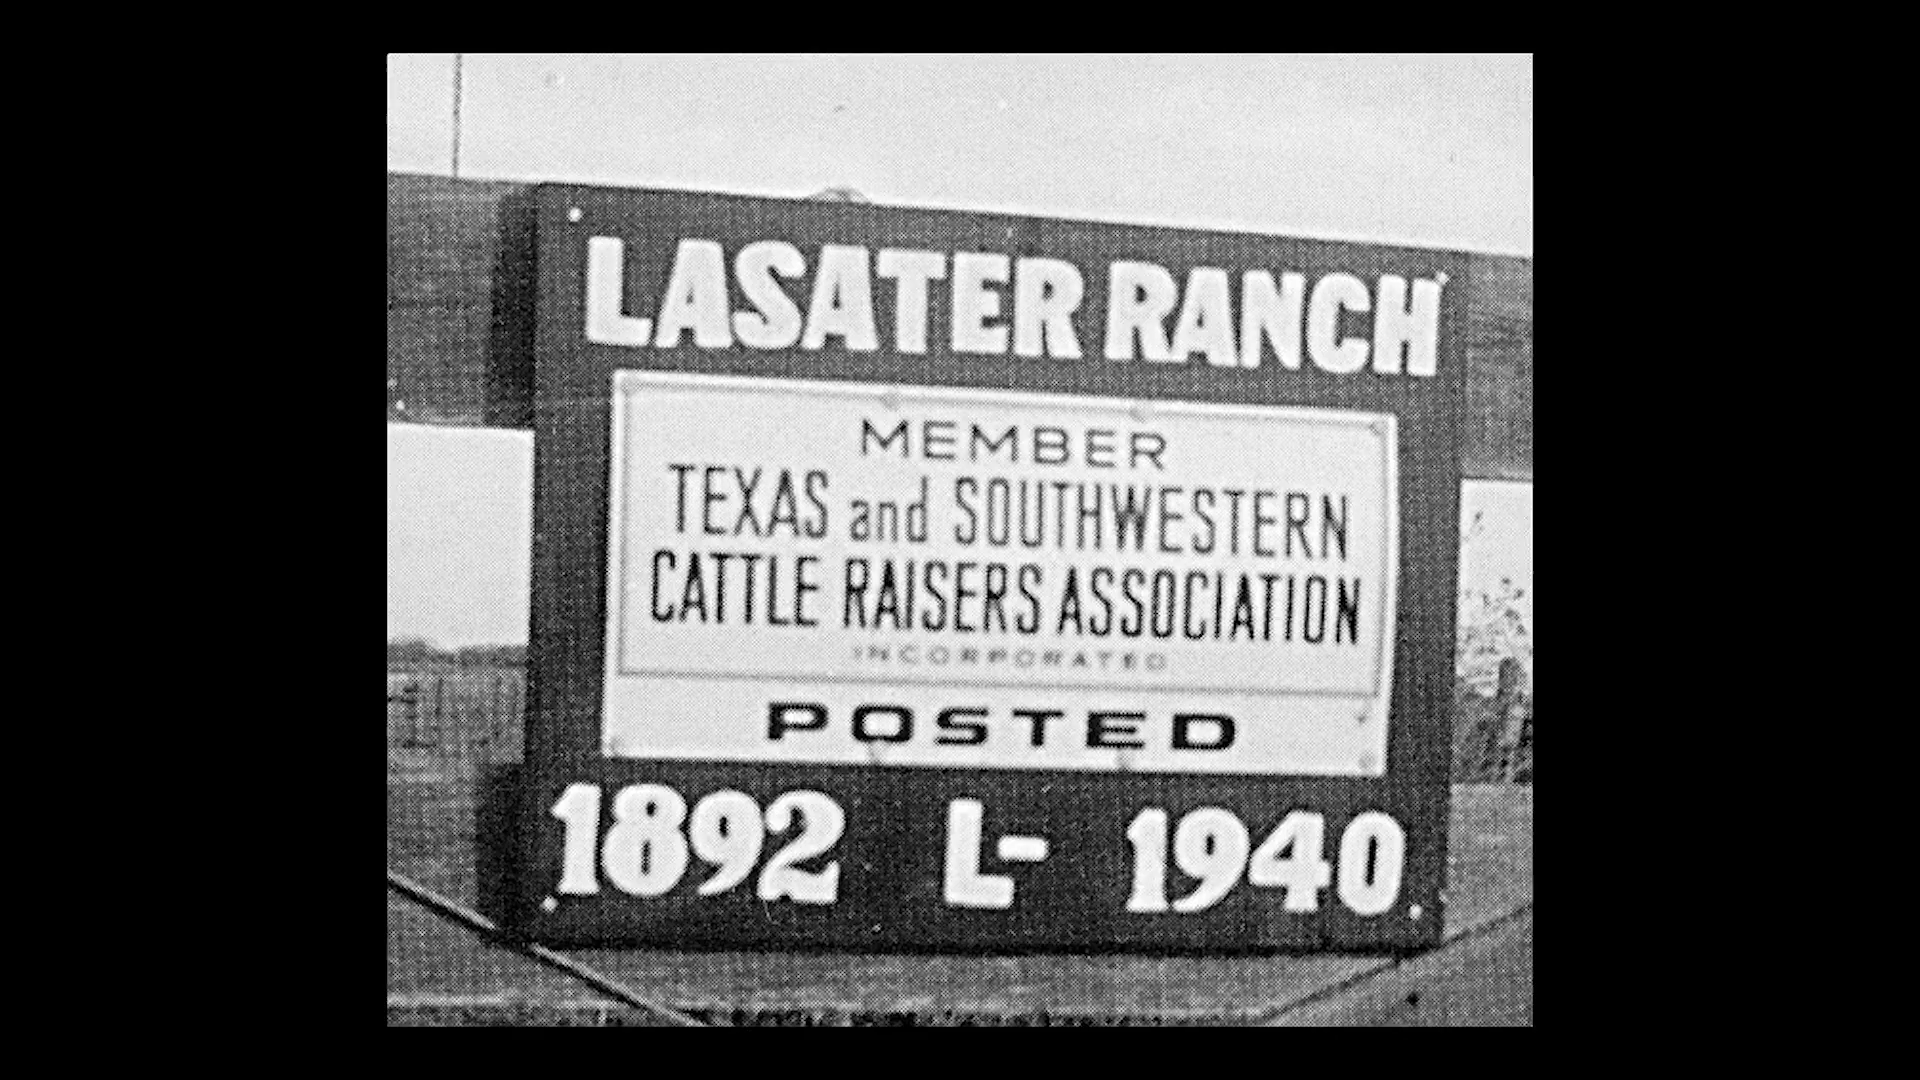 LASATER RANCH
MEMBER
TEXAS and SOUTHWESTERN
CATTLE RAISERS ASSOCIATION
INCORPORATED
POSTED
1892 L- 1940